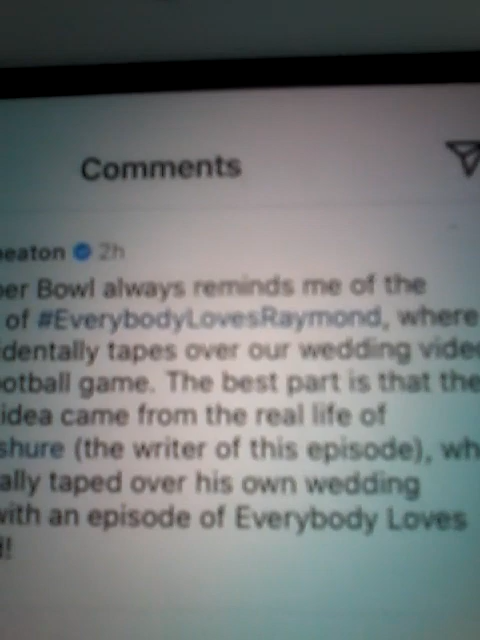 Comments
eaton 2h
er Bowl always reminds me of the
of #EverybodyLovesRaymond, where
dentally tapes over our wedding vide
otball game. The best part is that the
idea came from the real life of
shure (the writer of this episode), wh
ally taped over his own wedding
with an episode of Everybody Loves
!